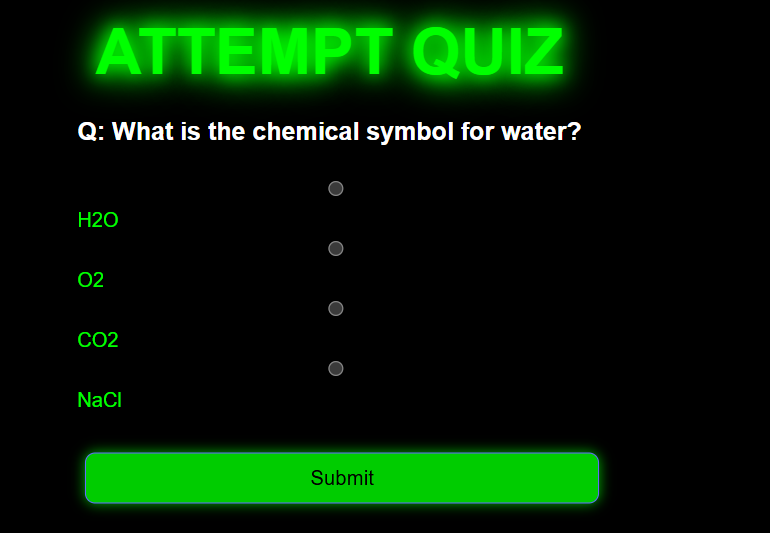 ATTEMPT QUIZ
Q: What is the chemical symbol for water?
H2O
O2
CO2
NaCl
Submit